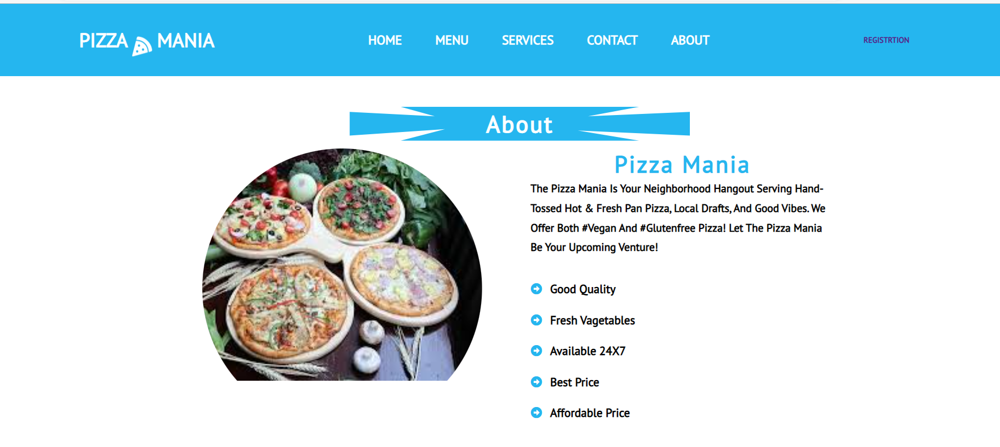 PIZZA MANIA
HOME MENU SERVICES CONTACT ABOUT
REGISTRTION
About
Pizza Mania
The Pizza Mania Is Your Neighborhood Hangout Serving Hand-
Tossed Hot & Fresh Pan Pizza, Local Drafts, And Good Vibes. We
Offer Both #Vegan And #Glutenfree Pizza! Let The Pizza Mania
Be Your Upcoming Venture!
Good Quality
Fresh Vagetables
Available 24X7
Best Price
Affordable Price